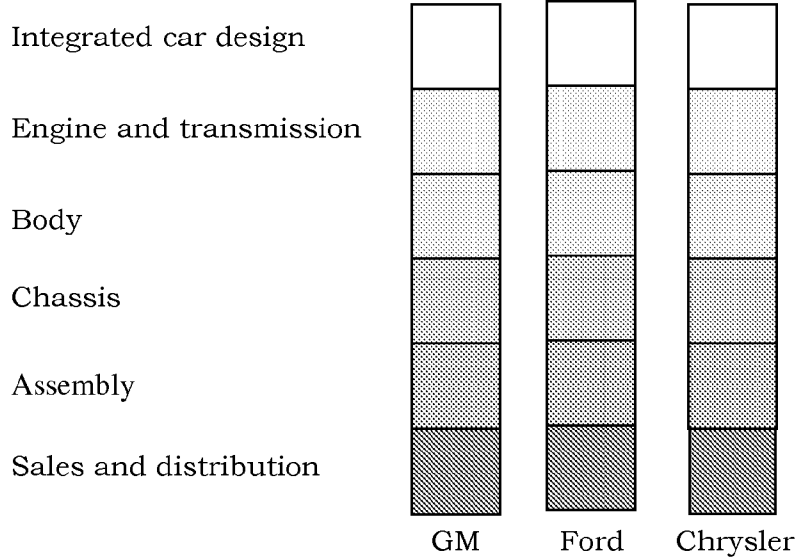 Integrated car design
Engine and transmission
Body
Chassis
Assembly
Sales and distribution
GM Ford Chrysler